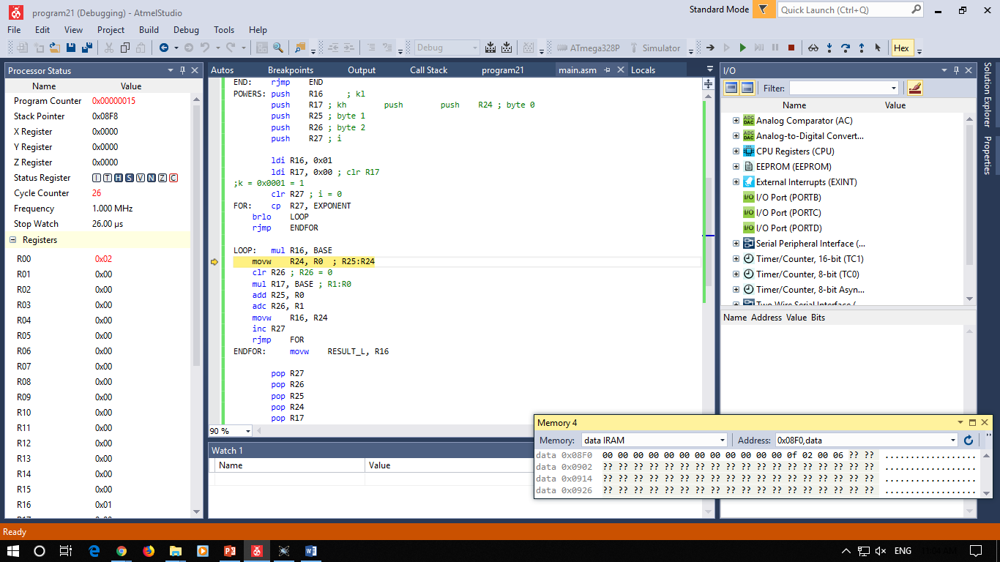 program21 (Debugging) - AtmelStudio
Standard Mode
Quick Launch (Ctrl+Q)
File Edit View Project Build Debug Tools Help
Debug
ATmega328P
Simulator
Hex
Processor Status
Name Value
Program Counter 0x00000015
Stack Pointer 0x08F8
X Register 0x0000
Y Register 0x0000
Z Register 0x0000
Status Register I T H S V N Z C
Cycle Counter 26
Frequency 1.000 MHz
Stop Watch 26.00 µs
Registers
R00 0x02
R01 0x00
R02 0x00
R03 0x00
R04 0x00
R05 0x00
R06 0x00
R07 0x00
R08 0x00
R09 0x00
R10 0x00
R11 0x00
R12 0x00
R13 0x00
R14 0x00
R15 0x00
R16 0x01
Autos Breakpoints Output Call Stack program21 main.asm Locals
END: rjmp END
POWERS: push R16 ; kl
push R17 ; kh push push R24 ; byte 0
push R25 ; byte 1
push R26 ; byte 2
push R27 ; i
ldi R16, 0x01
ldi R17, 0x00 ; clr R17
;k = 0x0001 = 1
clr R27 ; i = 0
FOR: cp R27, EXPONENT
brlo LOOP
rjmp ENDFOR
LOOP: mul R16, BASE
movw R24, R0 ; R25:R24
clr R26 ; R26 = 0
mul R17, BASE ; R1:R0
add R25, R0
adc R26, R1
movw R16, R24
inc R27
rjmp FOR
ENDFOR: movw RESULT_L, R16
pop R27
pop R26
pop R25
pop R24
pop R17
90 %
Watch 1
Name Value
I/O
Filter:
Name Value
Analog Comparator (AC)
Analog-to-Digital Convert...
CPU Registers (CPU)
EEPROM (EEPROM)
External Interrupts (EXINT)
I/O Port (PORTB)
I/O Port (PORTC)
I/O Port (PORTD)
Serial Peripheral Interface (...
Timer/Counter, 16-bit (TC1)
Timer/Counter, 8-bit (TC0)
Timer/Counter, 8-bit Asyn...
Two Wire Serial Interface (
Name Address Value Bits
Solution Explorer
Properties
Memory 4
Memory: data IRAM Address: 0x08F0,data
data 0x08F0 00 00 00 00 00 00 00 00 00 00 00 00 0f 02 00 06 ?? ?? ..................
data 0x0902 ?? ?? ?? ?? ?? ?? ?? ?? ?? ?? ?? ?? ?? ?? ?? ?? ?? ?? ..................
data 0x0914 ?? ?? ?? ?? ?? ?? ?? ?? ?? ?? ?? ?? ?? ?? ?? ?? ?? ?? ..................
data 0x0926 ?? ?? ?? ?? ?? ?? ?? ?? ?? ?? ?? ?? ?? ?? ?? ?? ?? ?? ..................
Ready
ENG